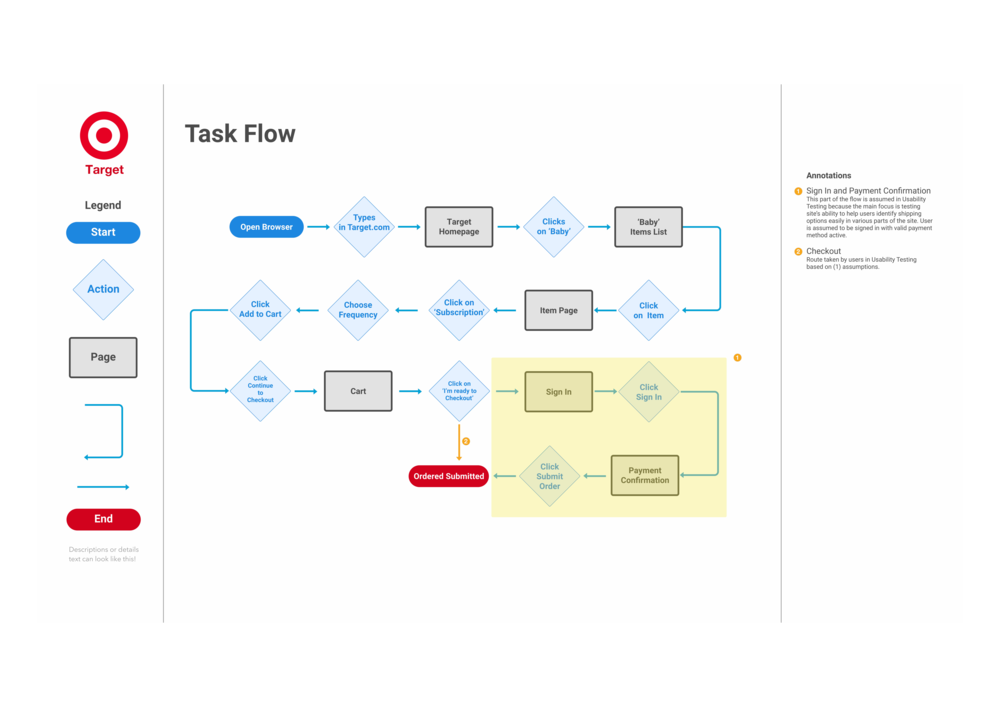 Target
Legend
Start
Action
Page
End
Descriptions or details
text can look like this!
Task Flow
Open Browser
Types
in Target.com
Target
Homepage
Clicks
on 'Baby'
'Baby'
Items List
Click
on Item
Item Page
Click on
'Subscription'
Choose
Frequency
Click
Add to Cart
Click
Continue
to
Checkout
Cart
Click on
'I'm ready to
Checkout'
Sign In
Click
Sign In
1
2
Payment
Confirmation
Click
Submit
Order
Ordered Submitted
Annotations
1 Sign In and Payment Confirmation
This part of the flow is assumed in Usability
Testing because the main focus is testing
site's ability to help users identify shipping
options easily in various parts of the site. User
is assumed to be signed in with valid payment
method active.
2 Checkout
Route taken by users in Usability Testing
based on (1) assumptions.